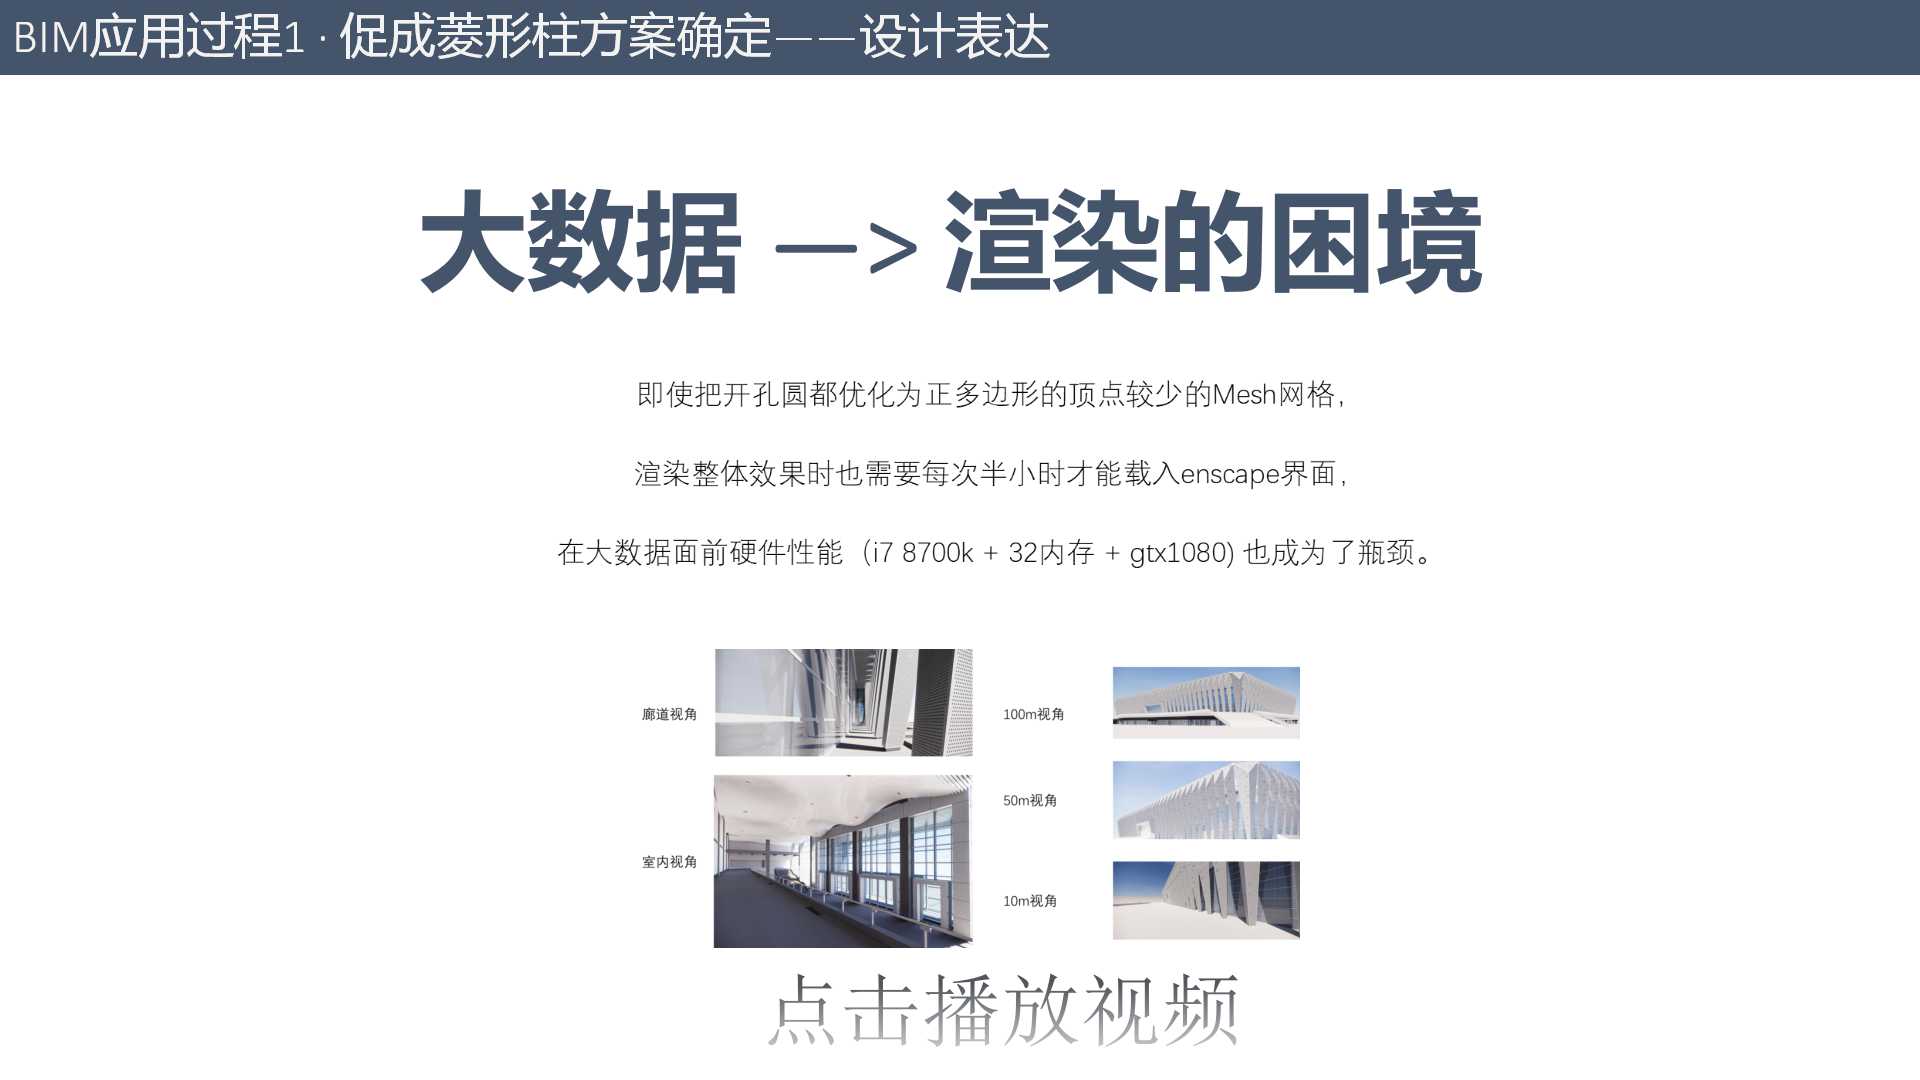 BIM应用过程1 · 促成菱形柱方案确定——设计表达
大数据 —> 渲染的困境
即使把开孔圆都优化为正多边形的顶点较少的Mesh网格，
渲染整体效果时也需要每次半小时才能载入enscape界面，
在大数据面前硬件性能（i7 8700k + 32内存 + gtx1080) 也成为了瓶颈。
廊道视角
室内视角
100m视角
50m视角
10m视角
点击播放视频